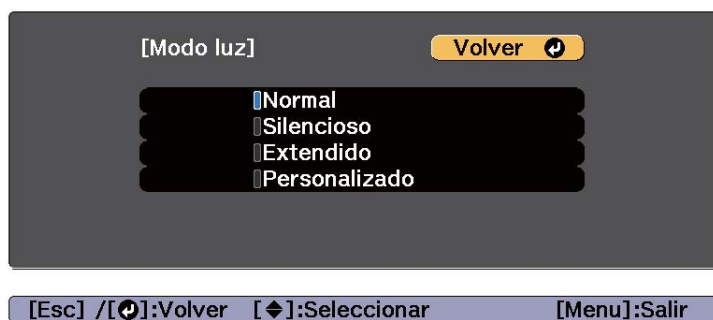 [Modo luz]
Volver
Normal
Silencioso
Extendido
Personalizado
[Esc] /[⏎]:Volver [◆]:Seleccionar [Menu]:Salir